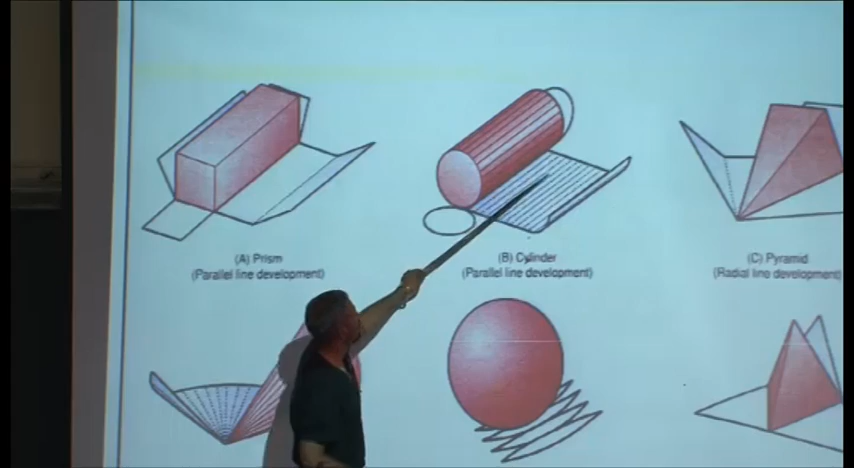 (A) Prism
(Parallel line development)
(B) Cylinder
(Parallel line development)
(C) Pyramid
(Radial line development)